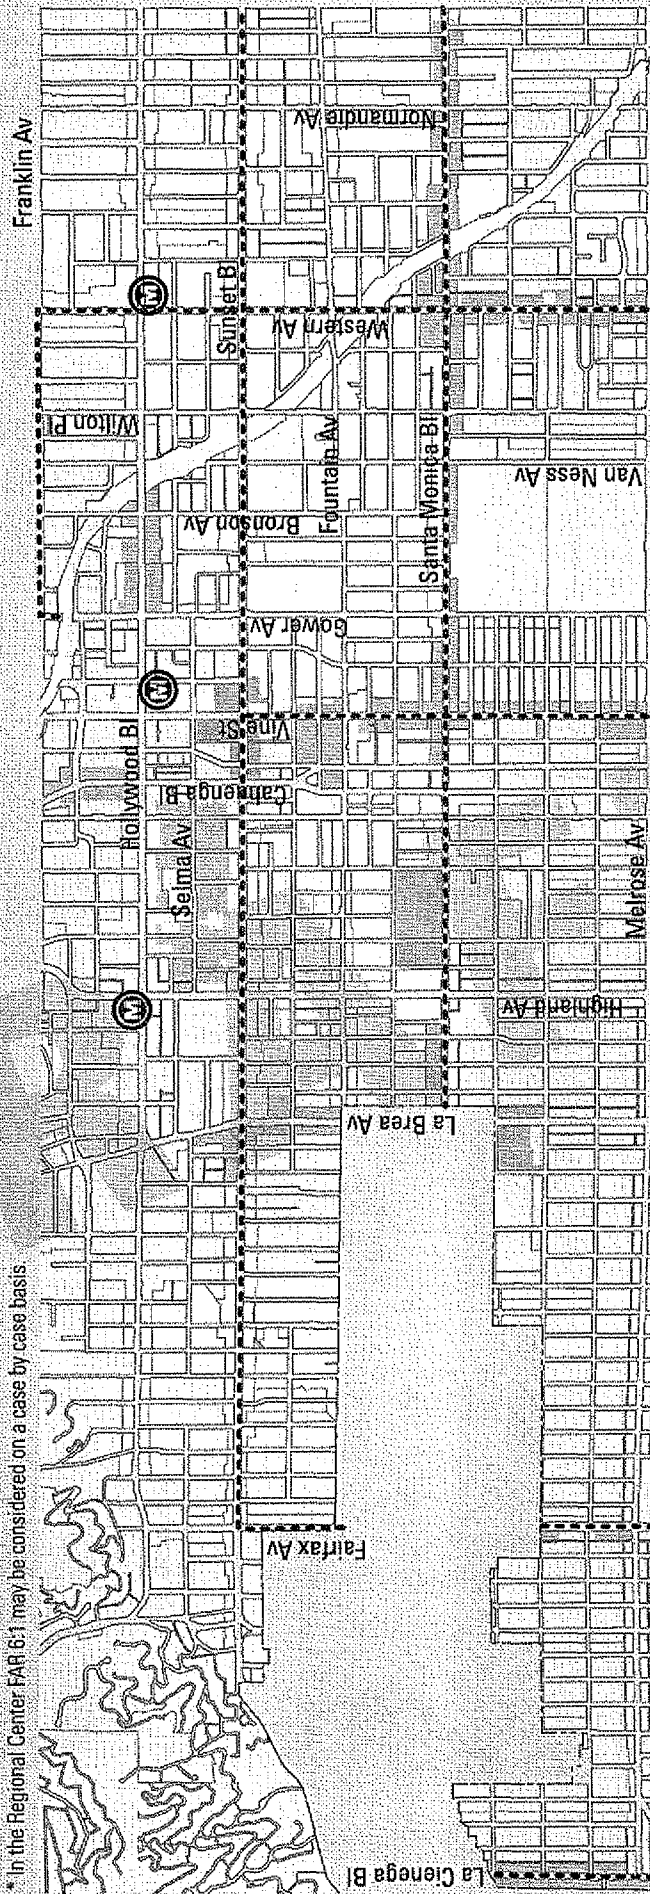 * In the Regional Center FAR 6:1 may be considered on a case by case basis
Franklin Av
Hollywood Bl
Selma Av
Sunset Bl
Fountain Av
Santa Monica Bl
Melrose Av
La Cienega Bl
Fairfax Av
La Brea Av
Highland Av
Cahuenga Bl
Vine St
Gower Av
Bronson Av
Wilton Pl
Van Ness Av
Western Av
Normandie Av
M
M
M